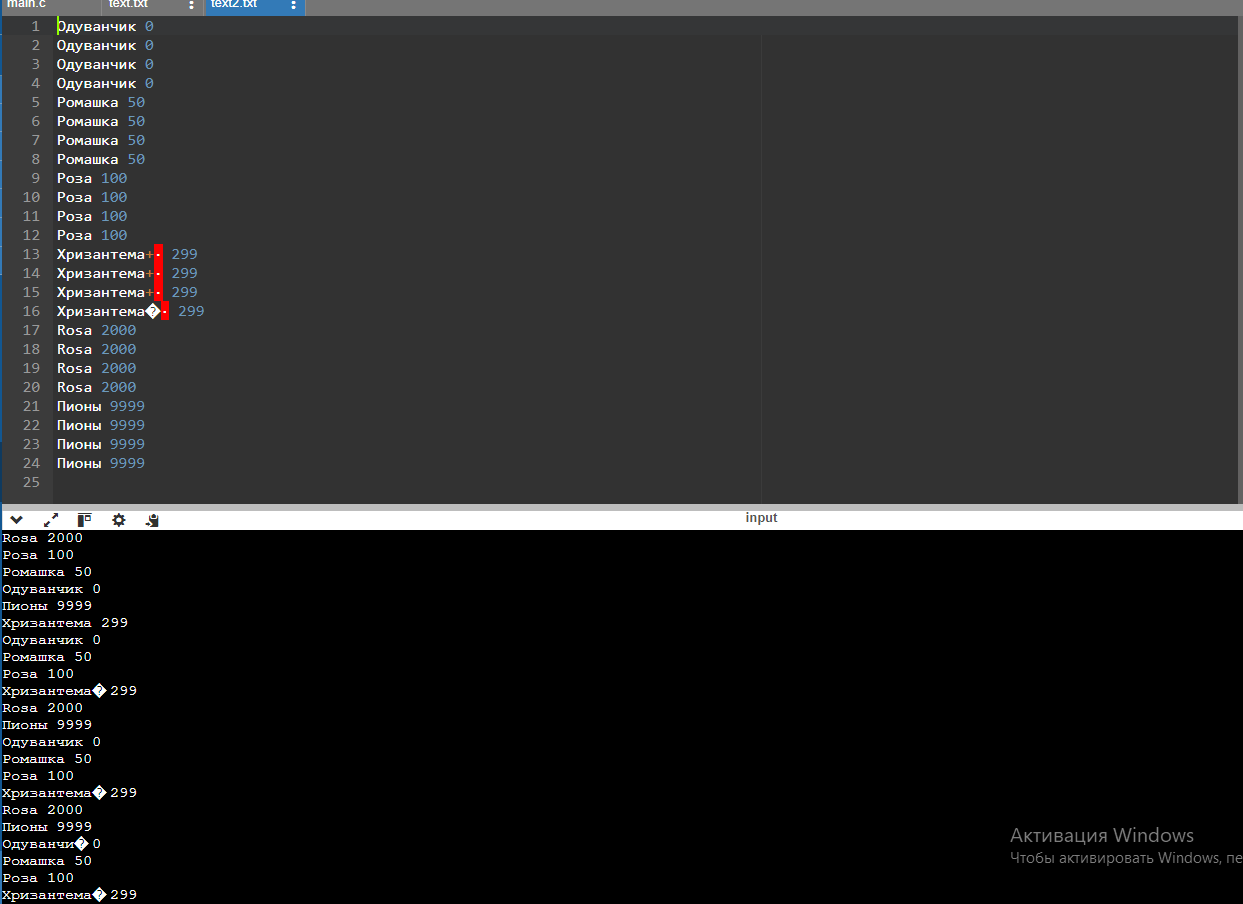 main.c text.txt text2.txt
1 Одуванчик 0
2 Одуванчик 0
3 Одуванчик 0
4 Одуванчик 0
5 Ромашка 50
6 Ромашка 50
7 Ромашка 50
8 Ромашка 50
9 Роза 100
10 Роза 100
11 Роза 100
12 Роза 100
13 Хризантема+· 299
14 Хризантема+· 299
15 Хризантема+· 299
16 Хризантема�· 299
17 Rosa 2000
18 Rosa 2000
19 Rosa 2000
20 Rosa 2000
21 Пионы 9999
22 Пионы 9999
23 Пионы 9999
24 Пионы 9999
25
input
Rosa 2000
Роза 100
Ромашка 50
Одуванчик 0
Пионы 9999
Хризантема 299
Одуванчик 0
Ромашка 50
Роза 100
Хризантема�299
Rosa 2000
Пионы 9999
Одуванчик 0
Ромашка 50
Роза 100
Хризантема�299
Rosa 2000
Пионы 9999
Одуванчи�0
Ромашка 50
Роза 100
Хризантема�299
Активация Windows
Чтобы активировать Windows, пе